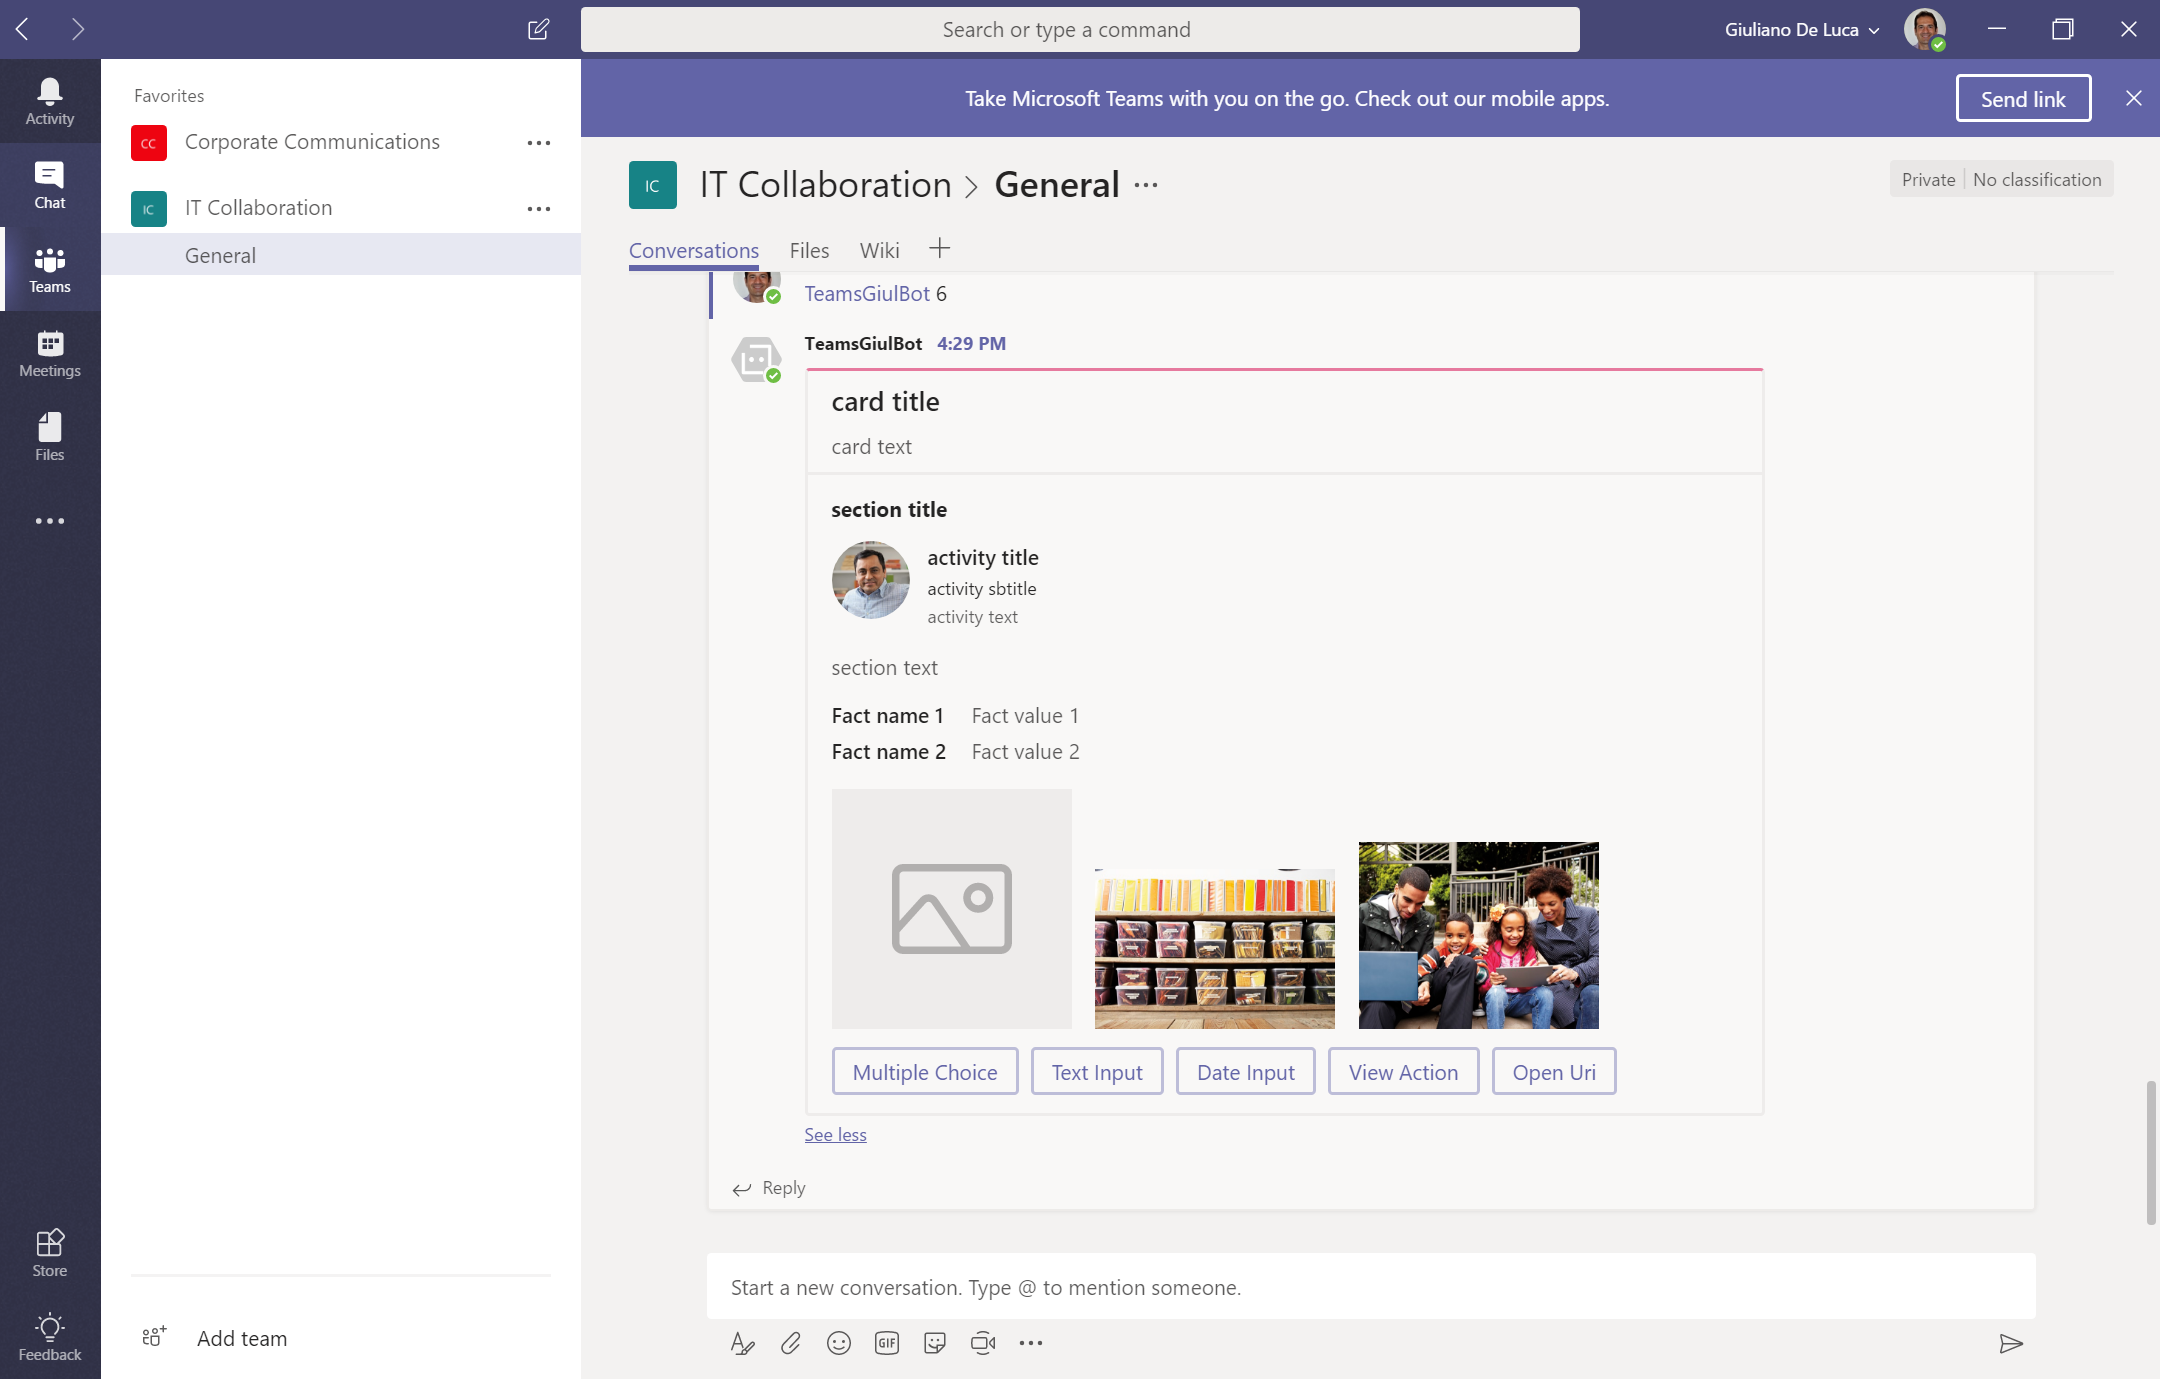 Search or type a command
Giuliano De Luca
Activity
Chat
Teams
Meetings
Files
Store
Feedback
Favorites
CC Corporate Communications
IC IT Collaboration
General
Add team
Take Microsoft Teams with you on the go. Check out our mobile apps.
Send link
IC IT Collaboration > General
Private | No classification
Conversations Files Wiki
TeamsGiulBot 6
TeamsGiulBot 4:29 PM
card title
card text
section title
activity title
activity sbtitle
activity text
section text
Fact name 1 Fact value 1
Fact name 2 Fact value 2
Multiple Choice Text Input Date Input View Action Open Uri
See less
Reply
Start a new conversation. Type @ to mention someone.
GIF